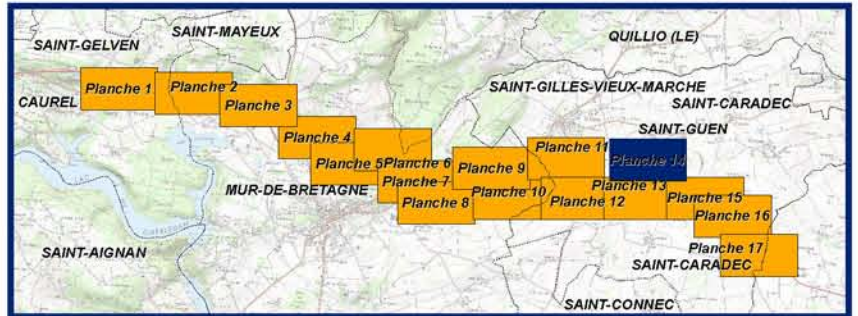 SAINT-MAYEUX
QUILLIO (LE)
SAINT-GELVEN
Planche 1
Planche 2
SAINT-GILLES-VIEUX-MARCHE
CAUREL
Planche 3
SAINT-CARADEC
SAINT-GUEN
Planche 4
Planche 11
Planche 5
Planche 6
Planche 9
Planche 14
MUR-DE-BRETAGNE
Planche 7
Planche 10
Planche 13
Planche 8
Planche 12
Planche 15
Planche 16
SAINT-AIGNAN
Planche 17
SAINT-CARADEC
SAINT-CONNEC